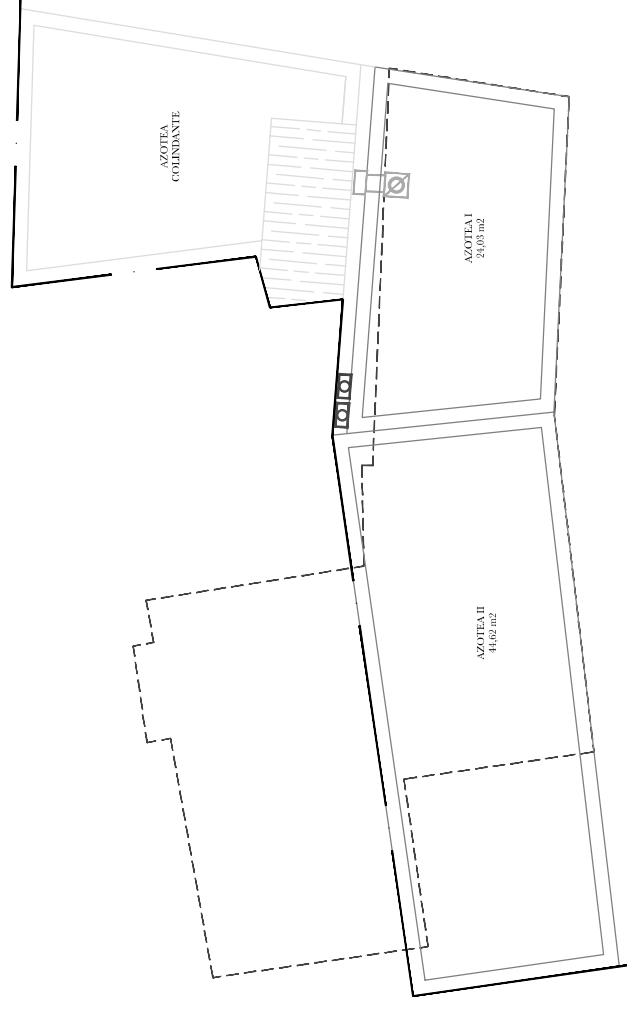 AZOTEA
COLINDANTE
AZOTEA I
24,03 m2
AZOTEA II
44,62 m2